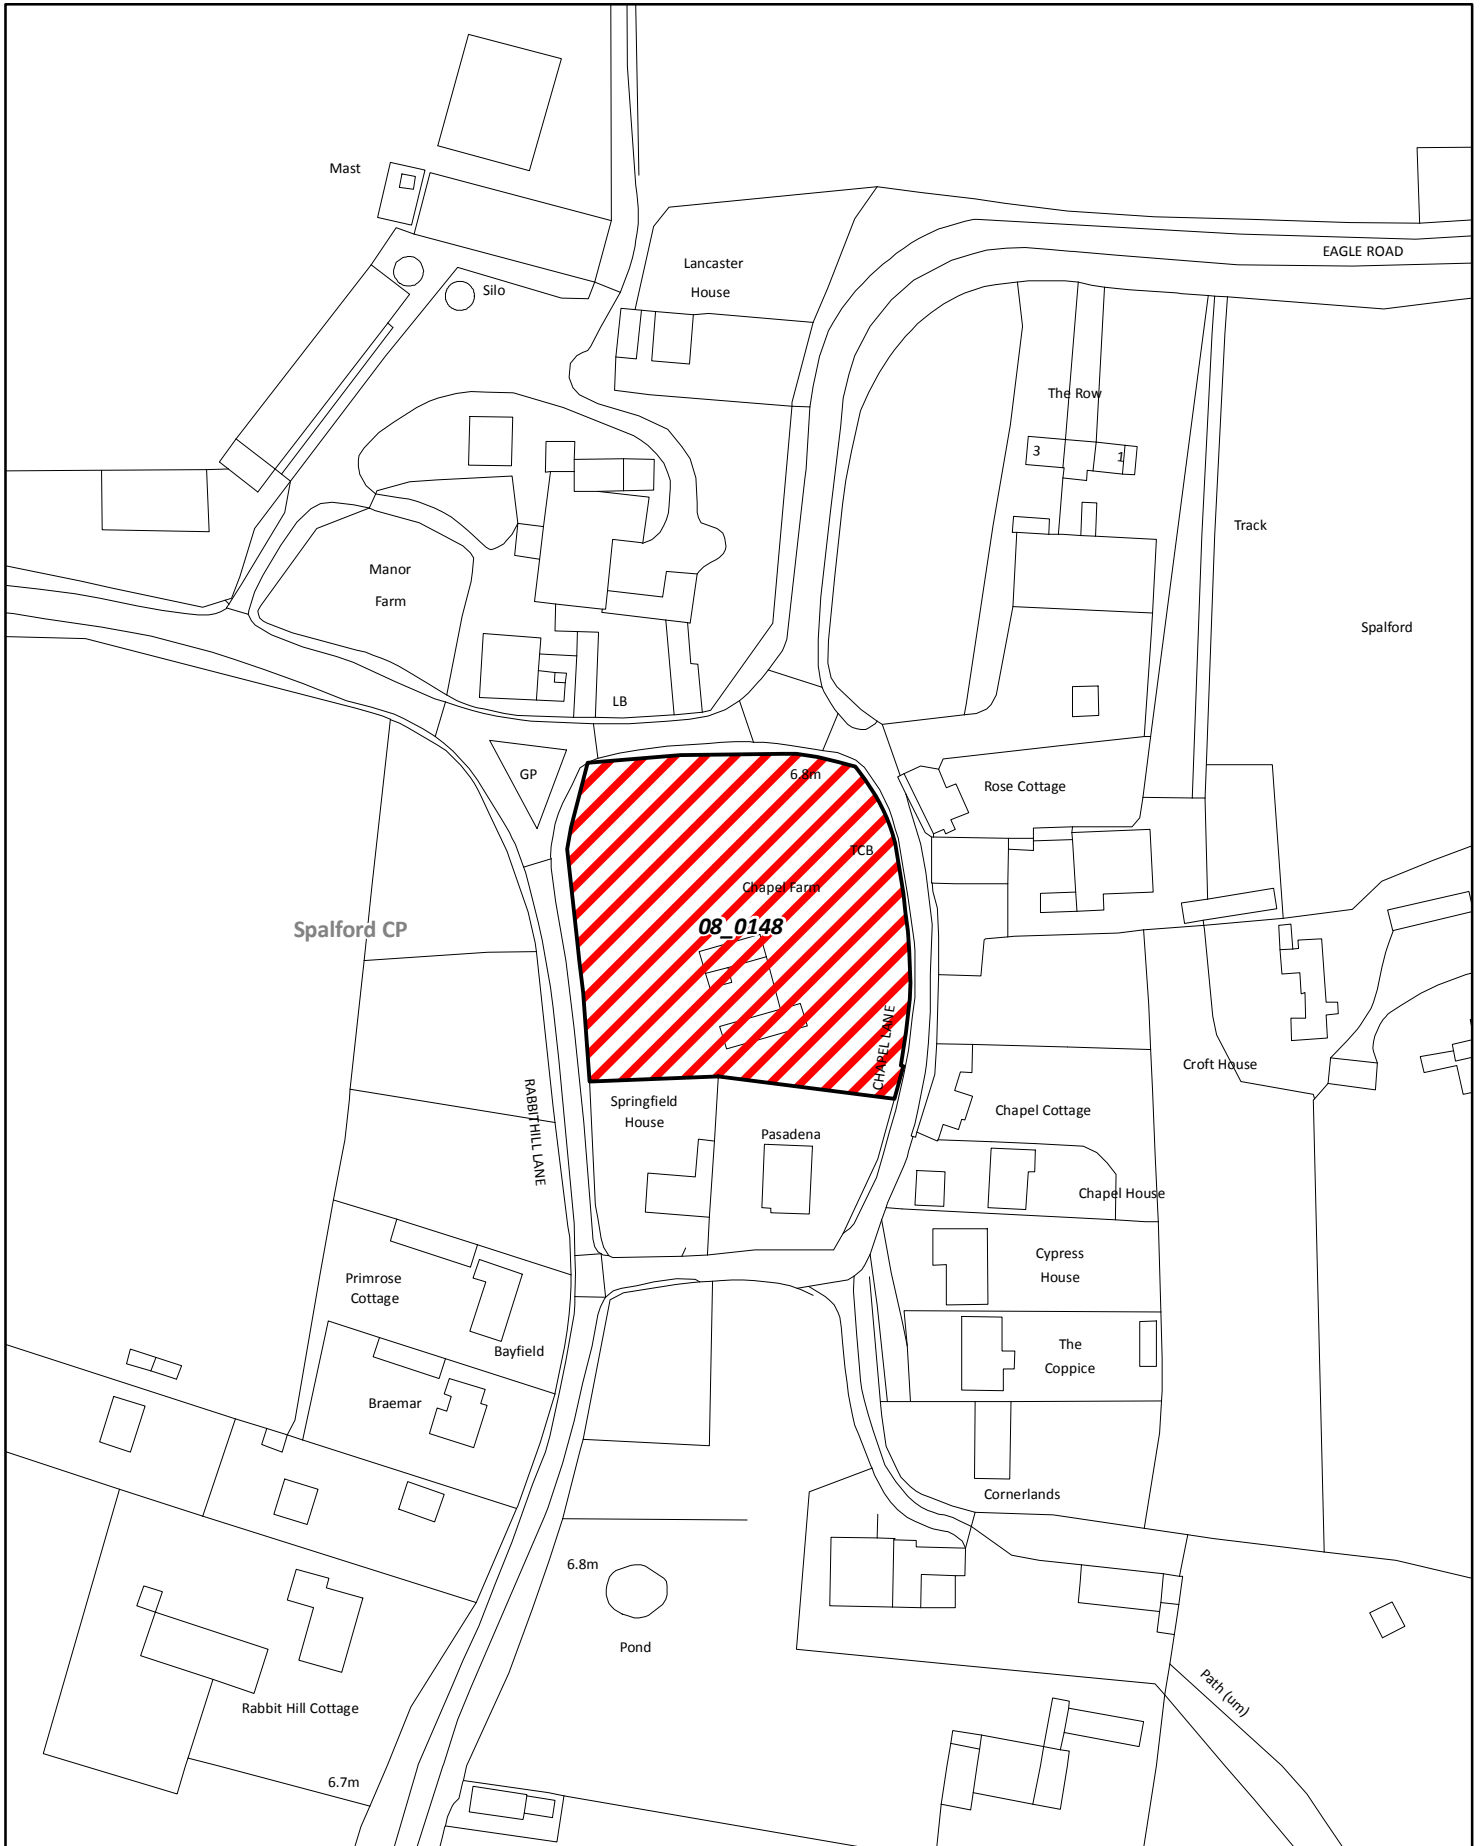 Mast
EAGLE ROAD
Lancaster
House
Silo
The Row
3
1
Track
Manor
Farm
Spalford
LB
GP
6.8m
Rose Cottage
TCB
Chapel Farm
08_0148
Spalford CP
CHAPEL LANE
Croft House
RABBITHILL LANE
Springfield
House
Chapel Cottage
Pasadena
Chapel House
Cypress
House
Primrose
Cottage
The
Coppice
Bayfield
Braemar
Cornerlands
6.8m
Pond
Path (um)
Rabbit Hill Cottage
6.7m